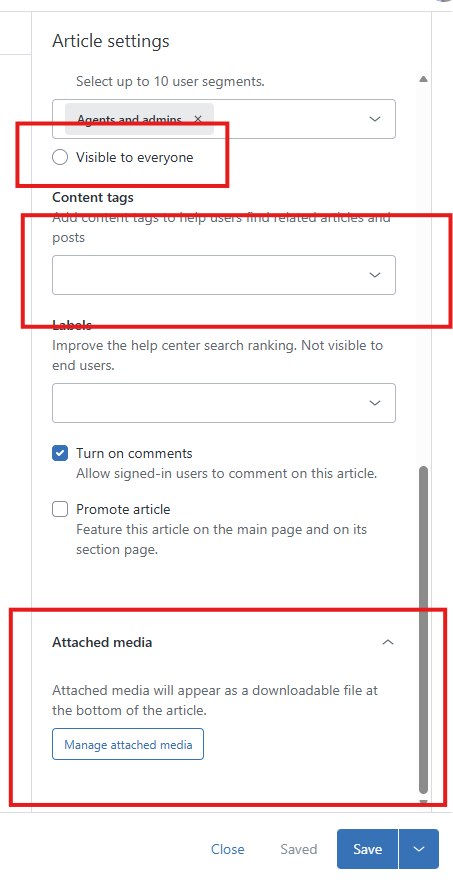 Article settings
Select up to 10 user segments.
Agents and admins ×
Visible to everyone
Content tags
Add content tags to help users find related articles and
posts
Labels
Improve the help center search ranking. Not visible to
end users.
Turn on comments
Allow signed-in users to comment on this article.
Promote article
Feature this article on the main page and on its
section page.
Attached media
Attached media will appear as a downloadable file at
the bottom of the article.
Manage attached media
Close Saved Save